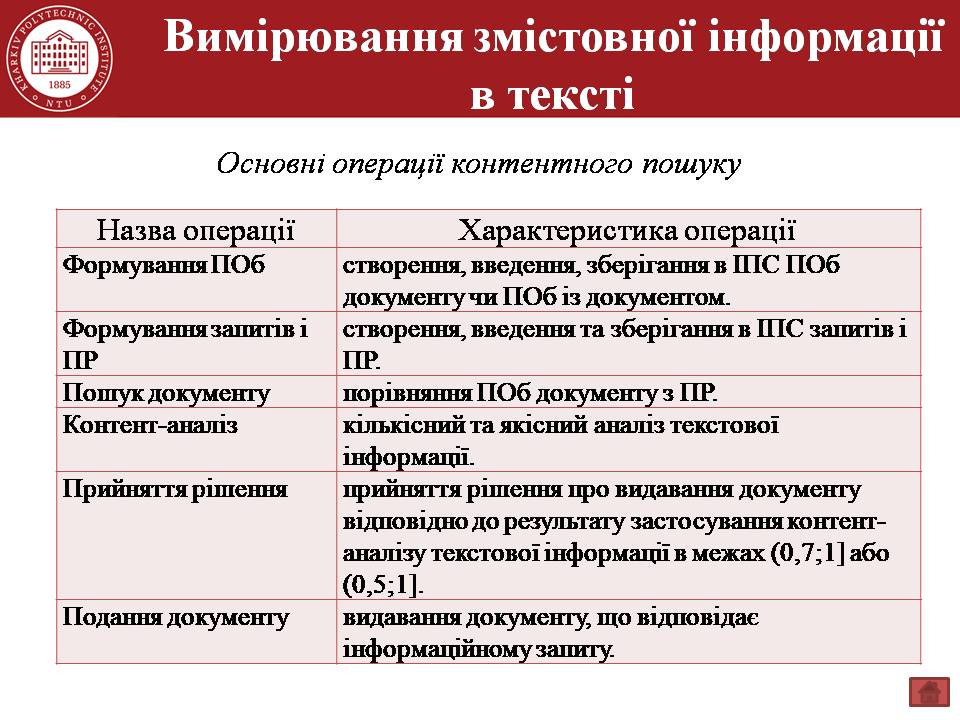 KHARKIV POLYTECHNIC INSTITUTE
1885
NTU
Вимірювання змістовної інформації
в тексті
Основні операції контентного пошуку
Назва операції
Характеристика операції
Формування ПОб
створення, введення, зберігання в ІПС ПОб
документу чи ПОб із документом.
Формування запитів і
ПР
створення, введення та зберігання в ІПС запитів і
ПР.
Пошук документу
порівняння ПОб документу з ПР.
Контент-аналіз
кількісний та якісний аналіз текстової
інформації.
Прийняття рішення
прийняття рішення про видавання документу
відповідно до результату застосування контент-
аналізу текстової інформації в межах (0,7;1] або
(0,5;1].
Подання документу
видавання документу, що відповідає
інформаційному запиту.